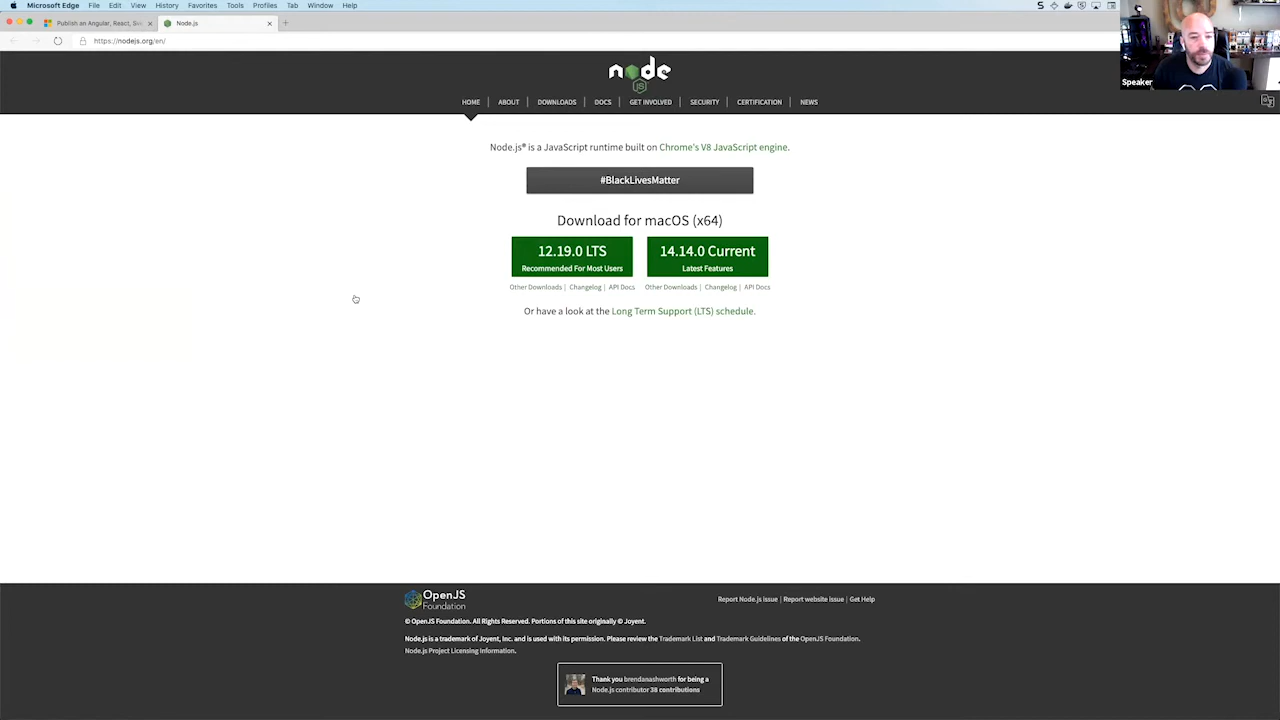 Microsoft Edge File Edit View History Favorites Tools Profiles Tab Window Help
Publish an Angular, React, Sv
Node.js
https://nodejs.org/en/
Speaker
node
JS
HOME | ABOUT | DOWNLOADS | DOCS | GET INVOLVED | SECURITY | CERTIFICATION | NEWS
Node.js® is a JavaScript runtime built on Chrome's V8 JavaScript engine.
#BlackLivesMatter
Download for macOS (x64)
12.19.0 LTS
Recommended For Most Users
14.14.0 Current
Latest Features
Other Downloads | Changelog | API Docs
Other Downloads | Changelog | API Docs
Or have a look at the Long Term Support (LTS) schedule.
OpenJS
Foundation
Report Node.js issue | Report website issue | Get Help
© OpenJS Foundation. All Rights Reserved. Portions of this site originally © Joyent.
Node.js is a trademark of Joyent, Inc. and is used with its permission. Please review the Trademark List and Trademark Guidelines of the OpenJS Foundation.
Node.js Project Licensing Information.
Thank you brendanashworth for being a
Node.js contributor 38 contributions